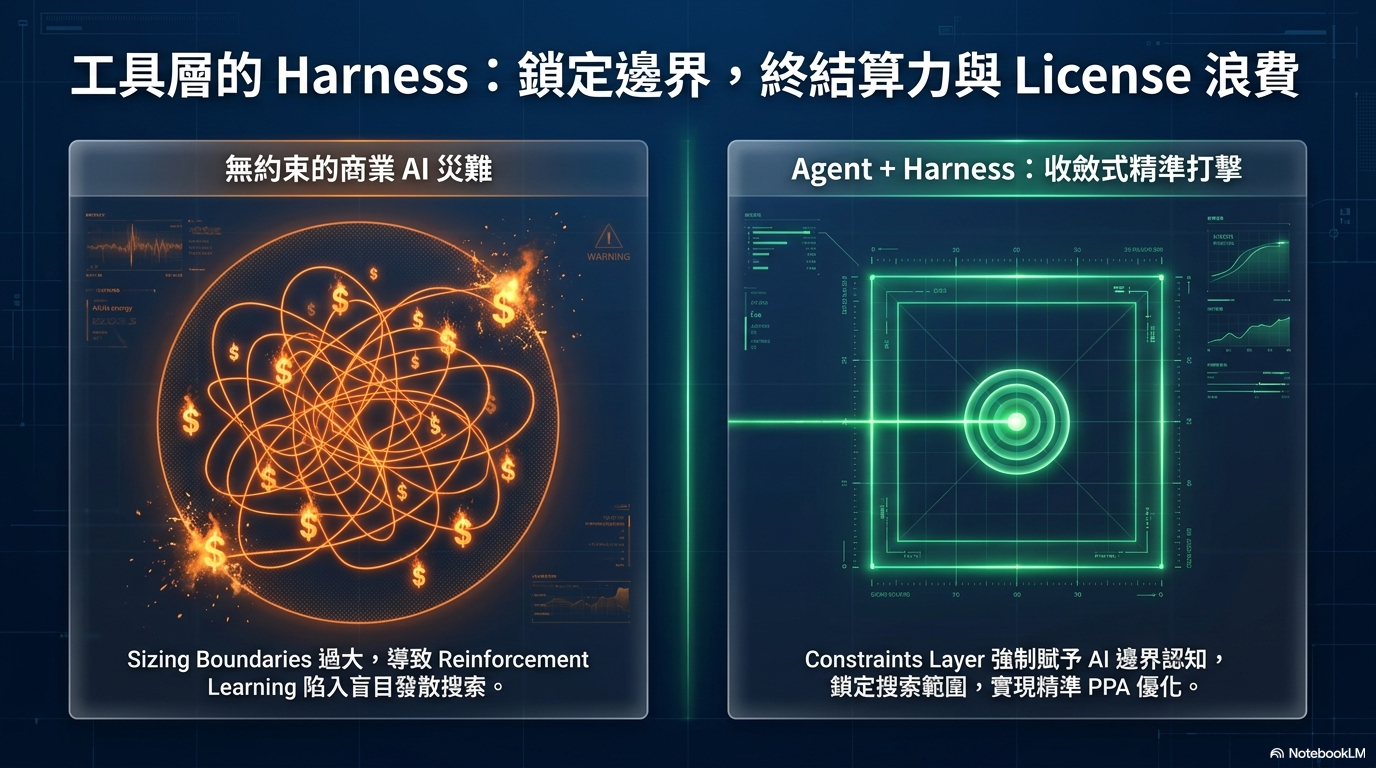 工具層的 Harness：鎖定邊界，終結算力與 License 浪費
無約束的商業 AI 災難
WARNING
Sizing Boundaries 過大，導致 Reinforcement
Learning 陷入盲目發散搜索。
Agent + Harness：收斂式精準打擊
Constraints Layer 強制賦予 AI 邊界認知，
鎖定搜索範圍，實現精準 PPA 優化。
NotebookLM